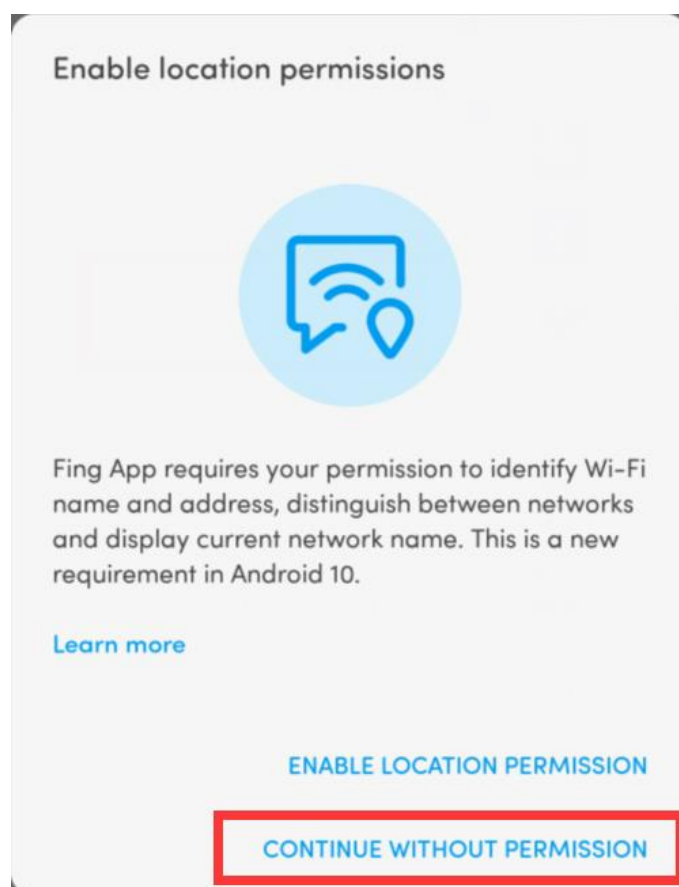 Enable location permissions
Fing App requires your permission to identify Wi-Fi
name and address, distinguish between networks
and display current network name. This is a new
requirement in Android 10.
Learn more
ENABLE LOCATION PERMISSION
CONTINUE WITHOUT PERMISSION